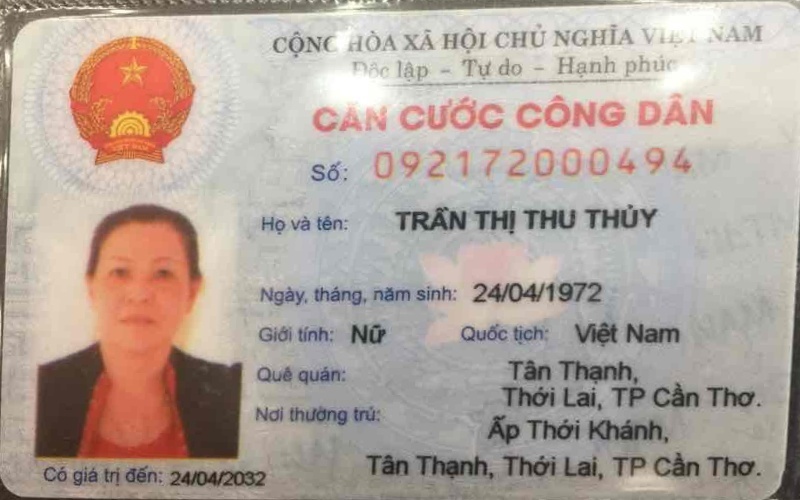 CỘNG HÒA XÃ HỘI CHỦ NGHĨA VIỆT NAM
Độc lập - Tự do - Hạnh phúc
CĂN CƯỚC CÔNG DÂN
Số: 092172000494
Họ và tên: TRẦN THỊ THU THỦY
Ngày, tháng, năm sinh: 24/04/1972
Giới tính: Nữ Quốc tịch: Việt Nam
Quê quán: Tân Thạnh,
Thới Lai, TP Cần Thơ.
Nơi thường trú: Ấp Thới Khánh,
Tân Thạnh, Thới Lai, TP Cần Thơ.
Có giá trị đến: 24/04/2032